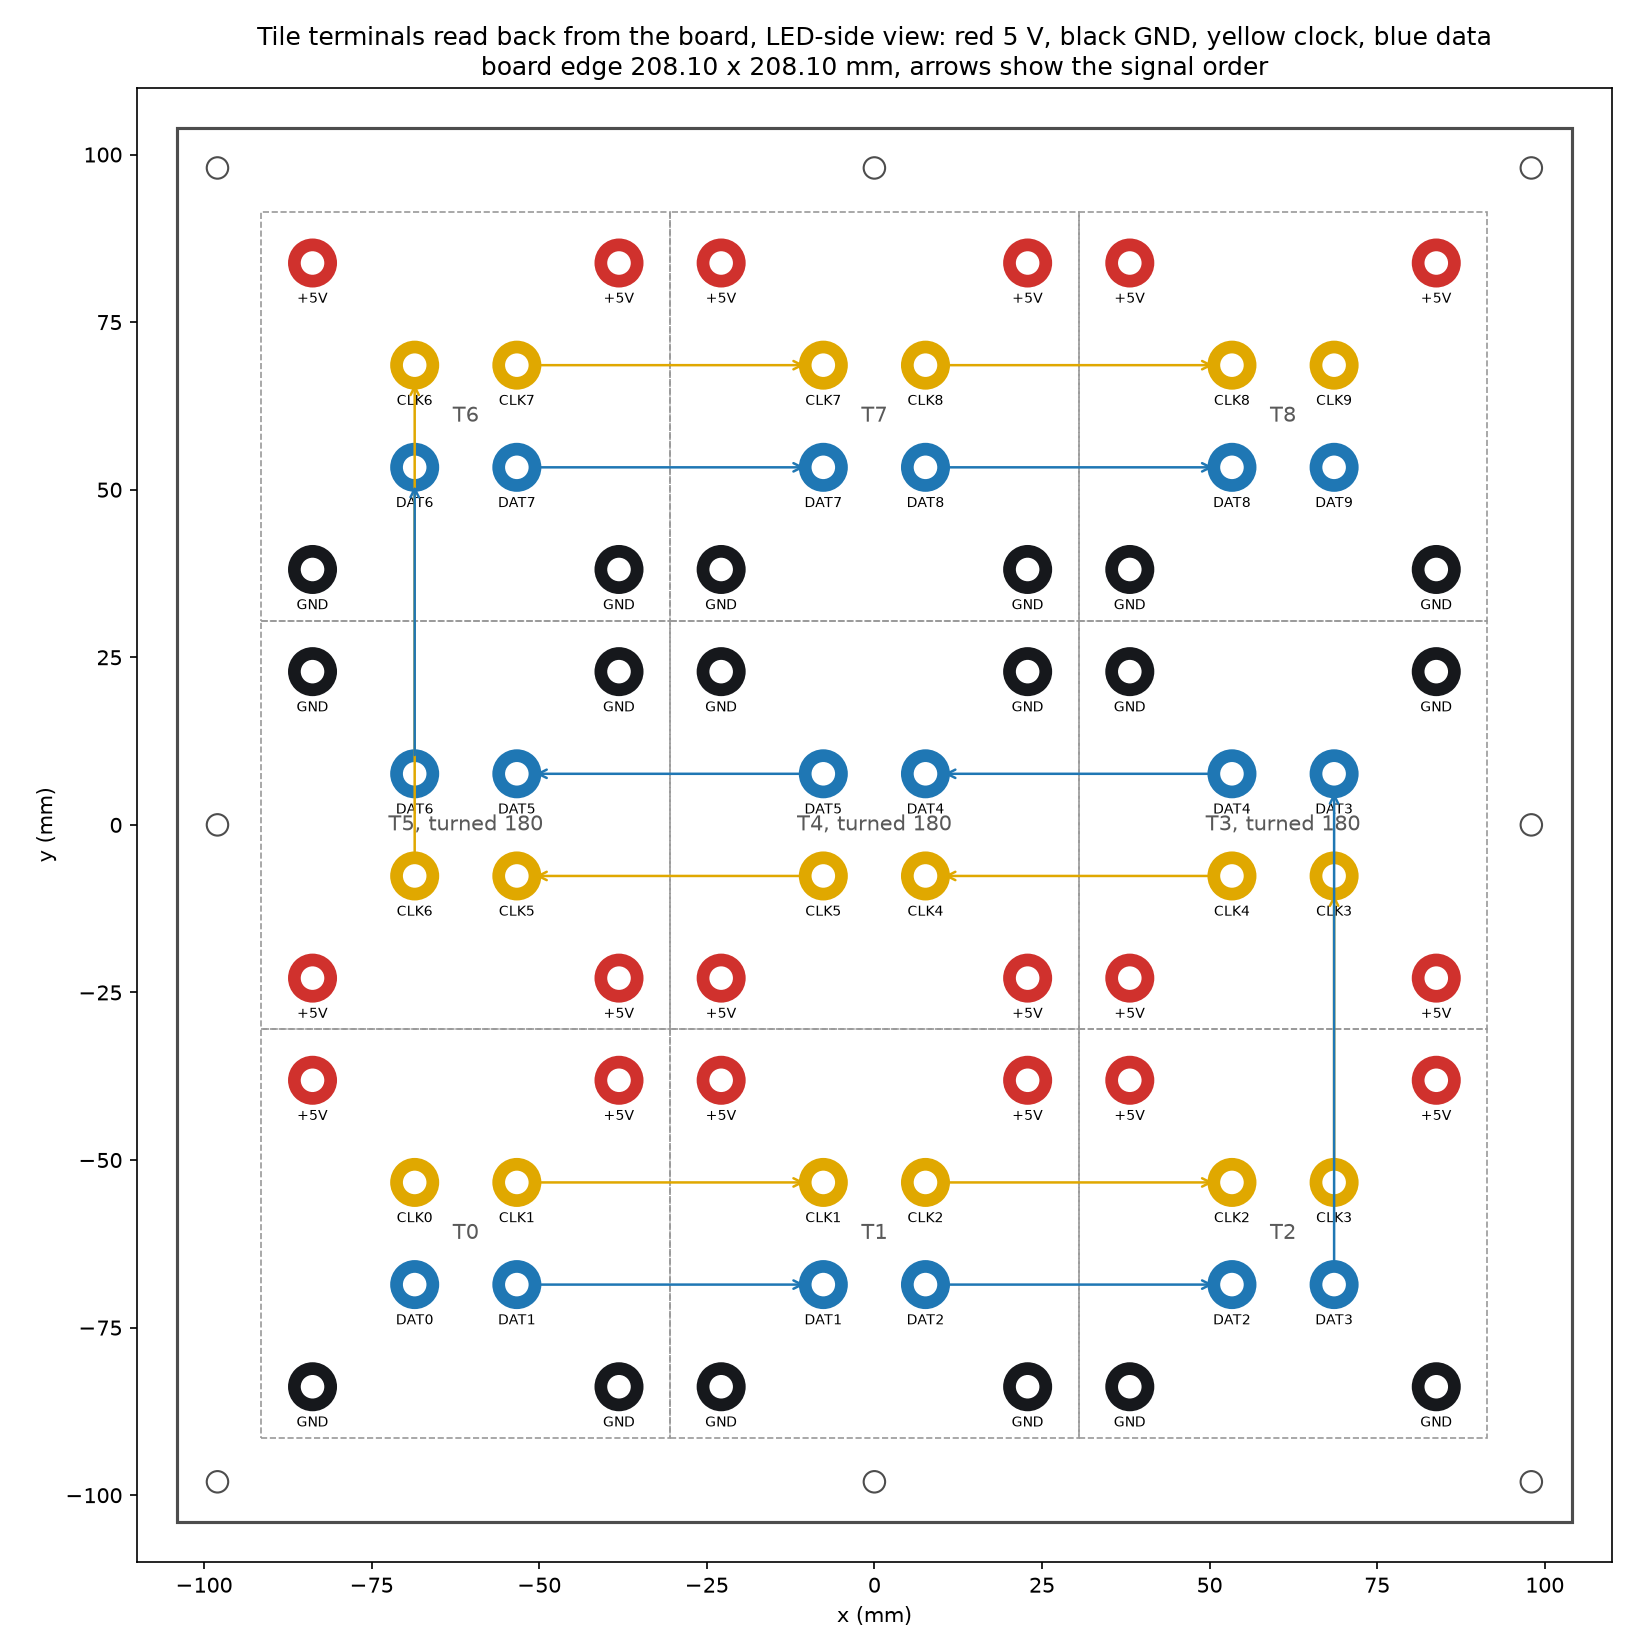 Tile terminals read back from the board, LED-side view: red 5 V, black GND, yellow clock, blue data
board edge 208.10 x 208.10 mm, arrows show the signal order
100
+5V +5V +5V +5V +5V +5V
75
CLK6 CLK7 CLK7 CLK8 CLK8 CLK9
T6 T7 T8
50
DAT6 DAT7 DAT7 DAT8 DAT8 DAT9
GND GND GND GND GND GND
25
GND GND GND GND GND GND
DAT6 DAT5 DAT5 DAT4 DAT4 DAT3
0
T5, turned 180 T4, turned 180 T3, turned 180
y (mm)
CLK6 CLK5 CLK5 CLK4 CLK4 CLK3
−25
+5V +5V +5V +5V +5V +5V
+5V +5V +5V +5V +5V +5V
−50
CLK0 CLK1 CLK1 CLK2 CLK2 CLK3
T0 T1 T2
DAT0 DAT1 DAT1 DAT2 DAT2 DAT3
−75
GND GND GND GND GND GND
−100
−100 −75 −50 −25 0 25 50 75 100
x (mm)